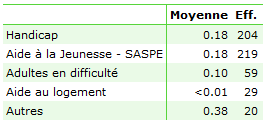 Moyenne Eff.
Handicap 0.18 204
Aide à la Jeunesse - SASPE 0.18 219
Adultes en difficulté 0.10 59
Aide au logement <0.01 29
Autres 0.38 20